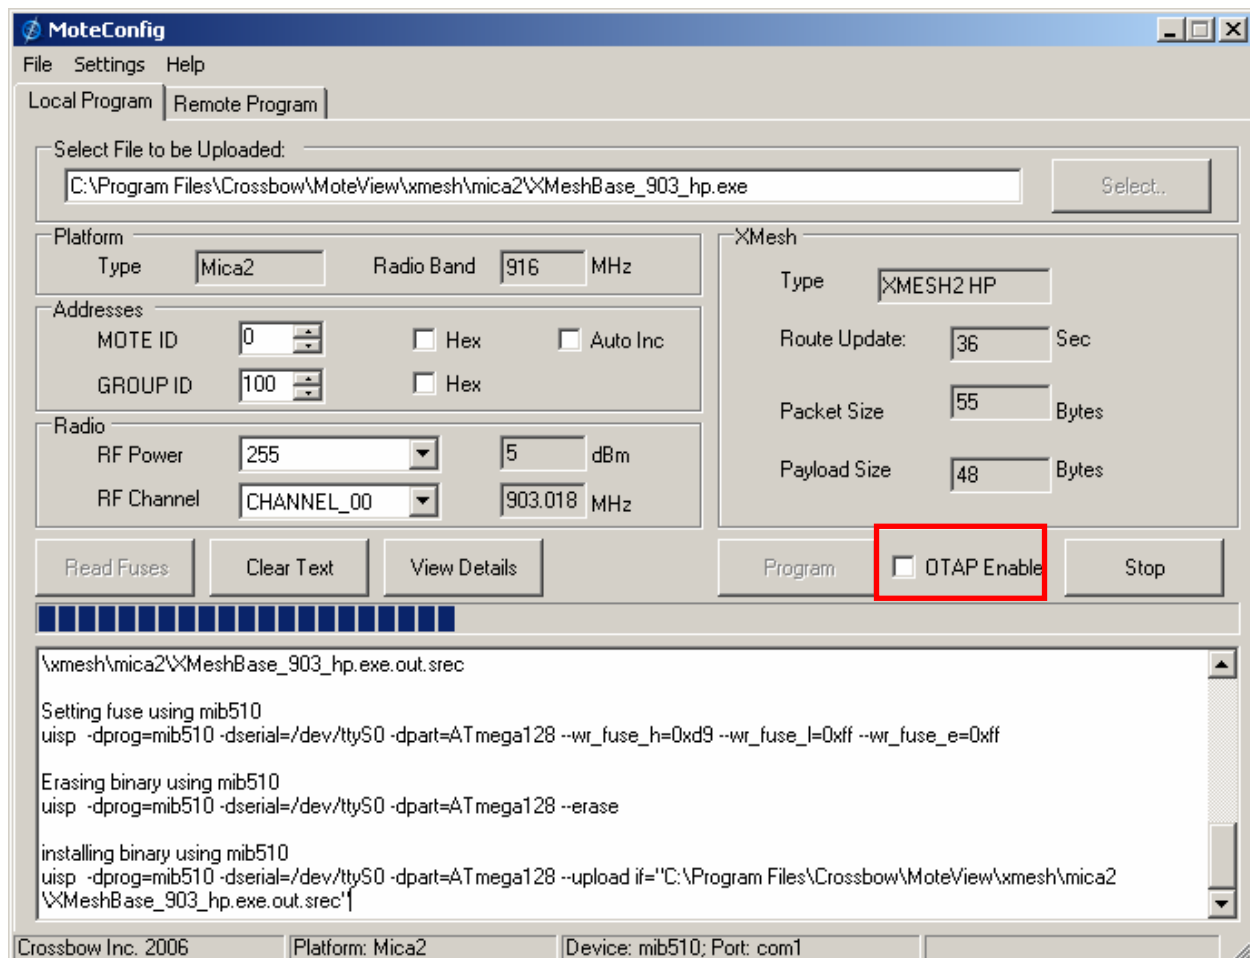 MoteConfig
File Settings Help
Local Program Remote Program
Select File to be Uploaded:
C:\Program Files\Crossbow\MoteView\xmesh\mica2\XMeshBase_903_hp.exe Select..
Platform
Type Mica2 Radio Band 916 MHz
Addresses
MOTE ID 0 Hex Auto Inc
GROUP ID 100 Hex
Radio
RF Power 255 5 dBm
RF Channel CHANNEL_00 903.018 MHz
XMesh
Type XMESH2 HP
Route Update: 36 Sec
Packet Size 55 Bytes
Payload Size 48 Bytes
Read Fuses Clear Text View Details Program OTAP Enable Stop
\xmesh\mica2\XMeshBase_903_hp.exe.out.srec
Setting fuse using mib510
uisp -dprog=mib510 -dserial=/dev/ttyS0 -dpart=ATmega128 --wr_fuse_h=0xd9 --wr_fuse_l=0xff --wr_fuse_e=0xff
Erasing binary using mib510
uisp -dprog=mib510 -dserial=/dev/ttyS0 -dpart=ATmega128 --erase
installing binary using mib510
uisp -dprog=mib510 -dserial=/dev/ttyS0 -dpart=ATmega128 --upload if="C:\Program Files\Crossbow\MoteView\xmesh\mica2
\XMeshBase_903_hp.exe.out.srec"
Crossbow Inc. 2006 Platform: Mica2 Device: mib510; Port: com1